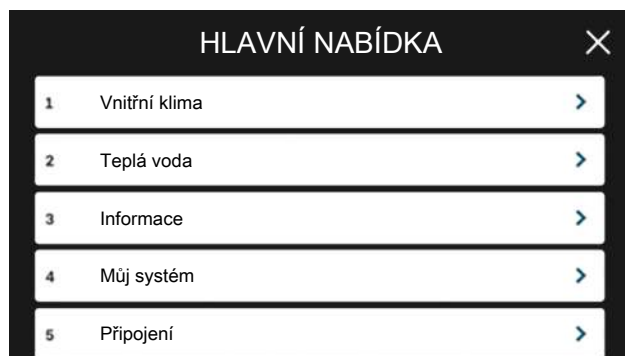 HLAVNÍ NABÍDKA
1 Vnitřní klima
2 Teplá voda
3 Informace
4 Můj systém
5 Připojení